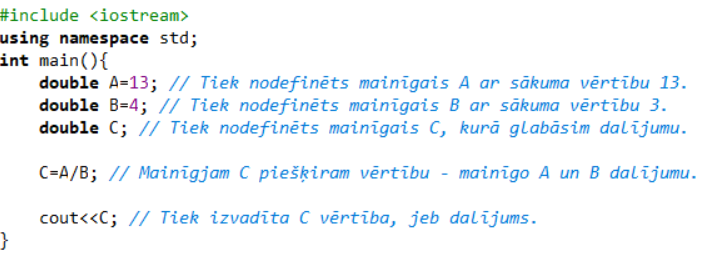 #include <iostream>
using namespace std;
int main(){
    double A=13; // Tiek nodefinēts mainīgais A ar sākuma vērtību 13.
    double B=4; // Tiek nodefinēts mainīgais B ar sākuma vērtību 3.
    double C; // Tiek nodefinēts mainīgais C, kurā glabāsim dalījumu.
    C=A/B; // Mainīgjam C piešķiram vērtību - mainīgo A un B dalījumu.
    cout<<C; // Tiek izvadīta C vērtība, jeb dalījums.
}